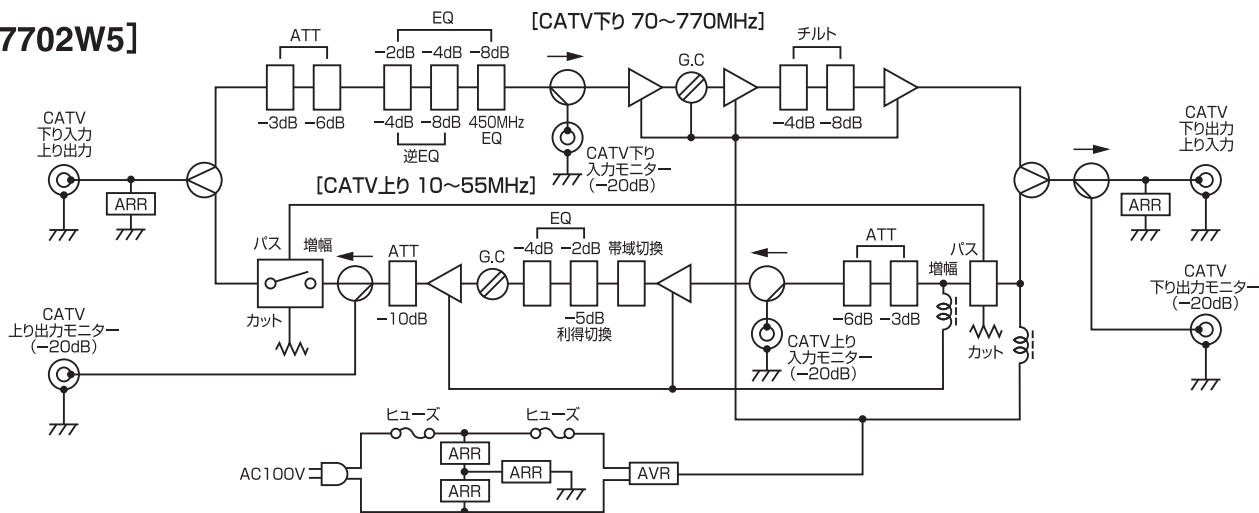 7702W5]
[CATV下り 70～770MHz]
ATT
EQ
−2dB −4dB −8dB
G.C
チルト
−3dB −6dB
−4dB −8dB 450MHz
EQ
逆EQ
−4dB −8dB
CATV
下り入力
上り出力
CATV下り
入力モニター
(−20dB)
CATV
下り出力
上り入力
ARR
ARR
[CATV上り 10～55MHz]
パス
増幅
カット
ATT
−10dB
G.C
EQ
−4dB −2dB 帯域切換
−5dB
利得切換
ATT
−6dB −3dB
増幅
パス
カット
CATV上り
入力モニター
(−20dB)
CATV
上り出力モニター
(−20dB)
CATV
下り出力モニター
(−20dB)
ヒューズ
ヒューズ
AC100V
ARR
ARR
ARR
AVR